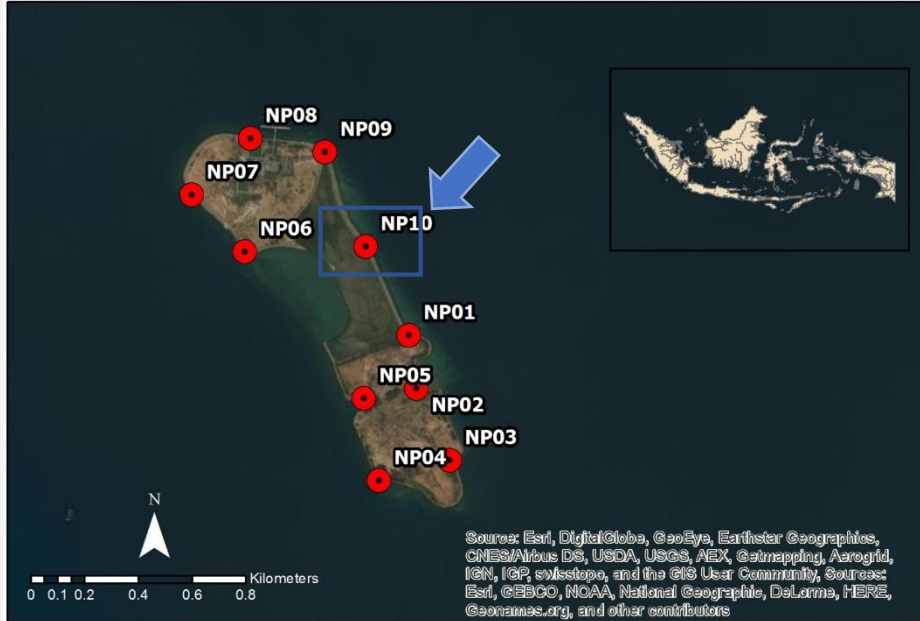 NP08
NP09
NP07
NP10
NP06
NP01
NP05
NP02
NP03
NP04
N
Kilometers
0 0.1 0.2 0.4 0.6 0.8
Source: Esri, DigitalGlobe, GeoEye, Earthstar Geographics,
CNES/Airbus DS, USDA, USGS, AEX, Getmapping, Aerogrid,
IGN, IGP, swisstopo, and the GIS User Community, Sources:
Esri, GEBCO, NOAA, National Geographic, DeLorme, HERE,
Geonames.org, and other contributors